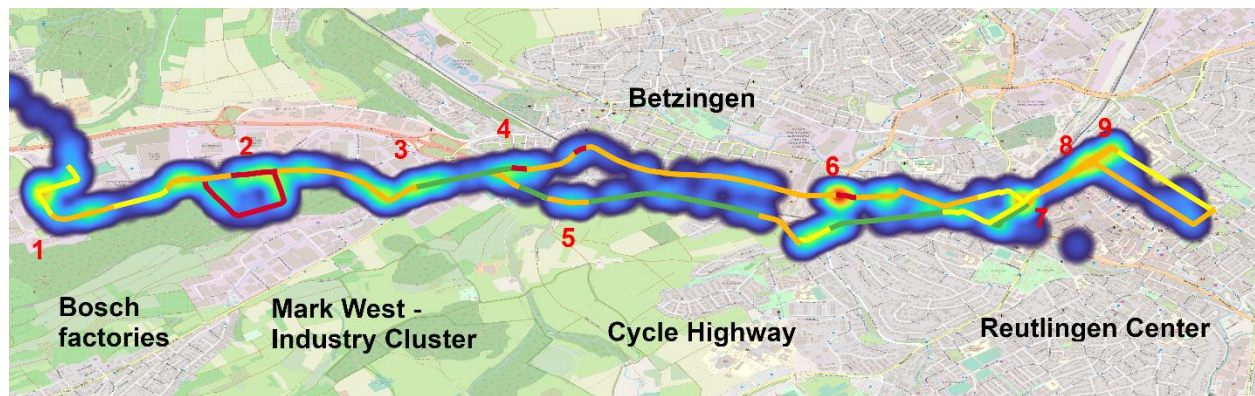 Betzingen
1
2
3
4
5
6
7
8
9
Bosch
factories
Mark West -
Industry Cluster
Cycle Highway
Reutlingen Center